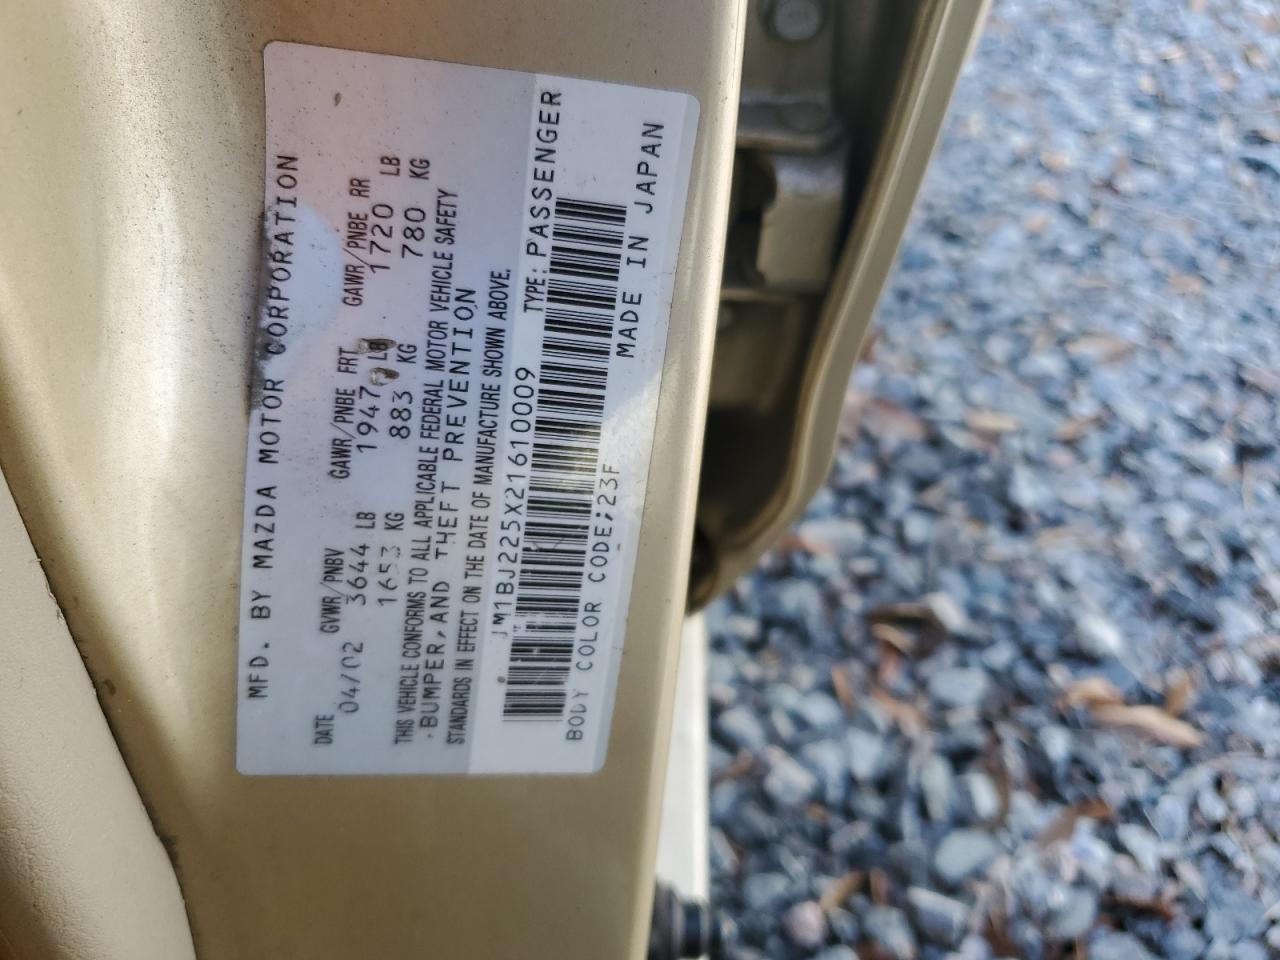 MFD. BY MAZDA MOTOR CORPORATION
DATE GVWR/PNBV GAWR/PNBE FRT GAWR/PNBE RR
04/02 3644 LB 1947 LB 1720 LB
1653 KG 883 KG 780 KG
THIS VEHICLE CONFORMS TO ALL APPLICABLE FEDERAL MOTOR VEHICLE SAFETY
, BUMPER, AND THEFT PREVENTION
STANDARDS IN EFFECT ON THE DATE OF MANUFACTURE SHOWN ABOVE.
JM1BJ225X21610009 TYPE: PASSENGER
BODY COLOR CODE;23F MADE IN JAPAN